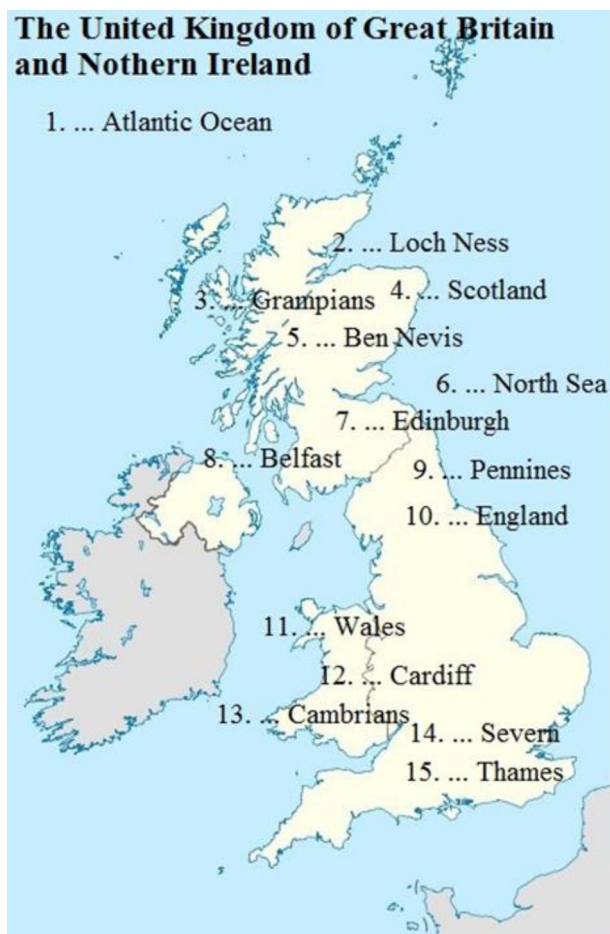 The United Kingdom of Great Britain
and Nothern Ireland
1. ... Atlantic Ocean
2. ... Loch Ness
3. ... Grampians
4. ... Scotland
5. ... Ben Nevis
6. ... North Sea
7. ... Edinburgh
8. ... Belfast
9. ... Pennines
10. ... England
11. ... Wales
12. ... Cardiff
13. ... Cambrians
14. ... Severn
15. ... Thames